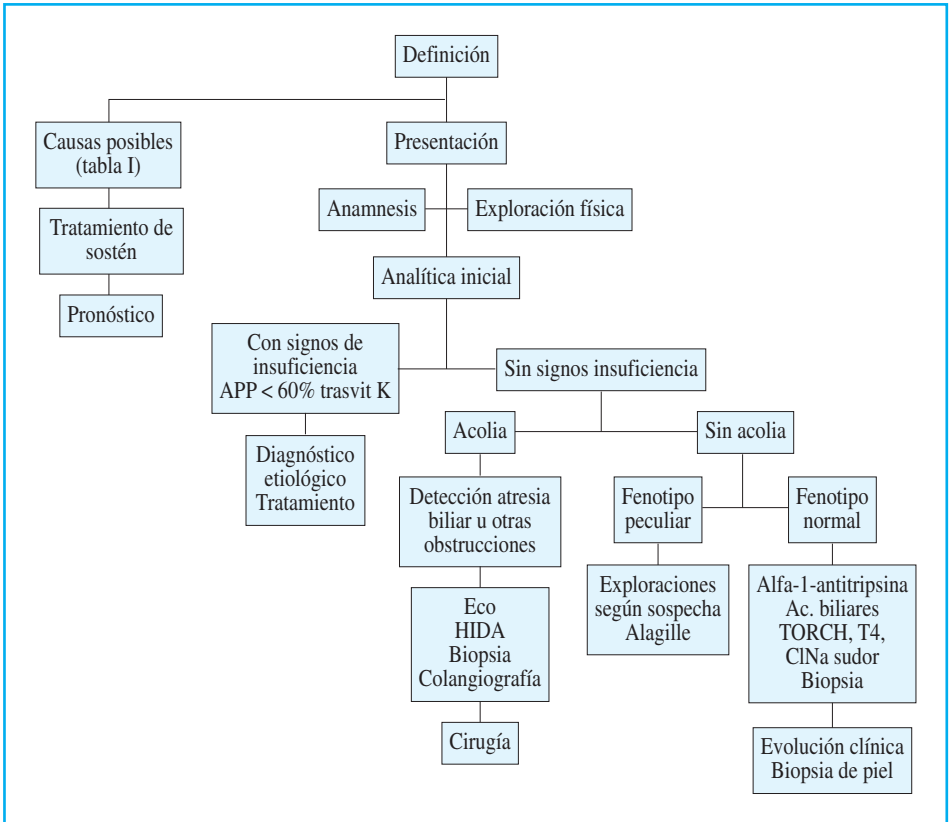 Definición
Causas posibles
(tabla I)
Presentación
Anamnesis
Exploración física
Tratamiento de
sostén
Analítica inicial
Pronóstico
Con signos de
insuficiencia
APP < 60% trasvit K
Sin signos insuficiencia
Acolia
Sin acolia
Diagnóstico
etiológico
Tratamiento
Detección atresia
biliar u otras
obstrucciones
Fenotipo
peculiar
Fenotipo
normal
Eco
HIDA
Biopsia
Colangiografía
Exploraciones
según sospecha
Alagille
Alfa-1-antitripsina
Ac. biliares
TORCH, T4,
ClNa sudor
Biopsia
Cirugía
Evolución clínica
Biopsia de piel